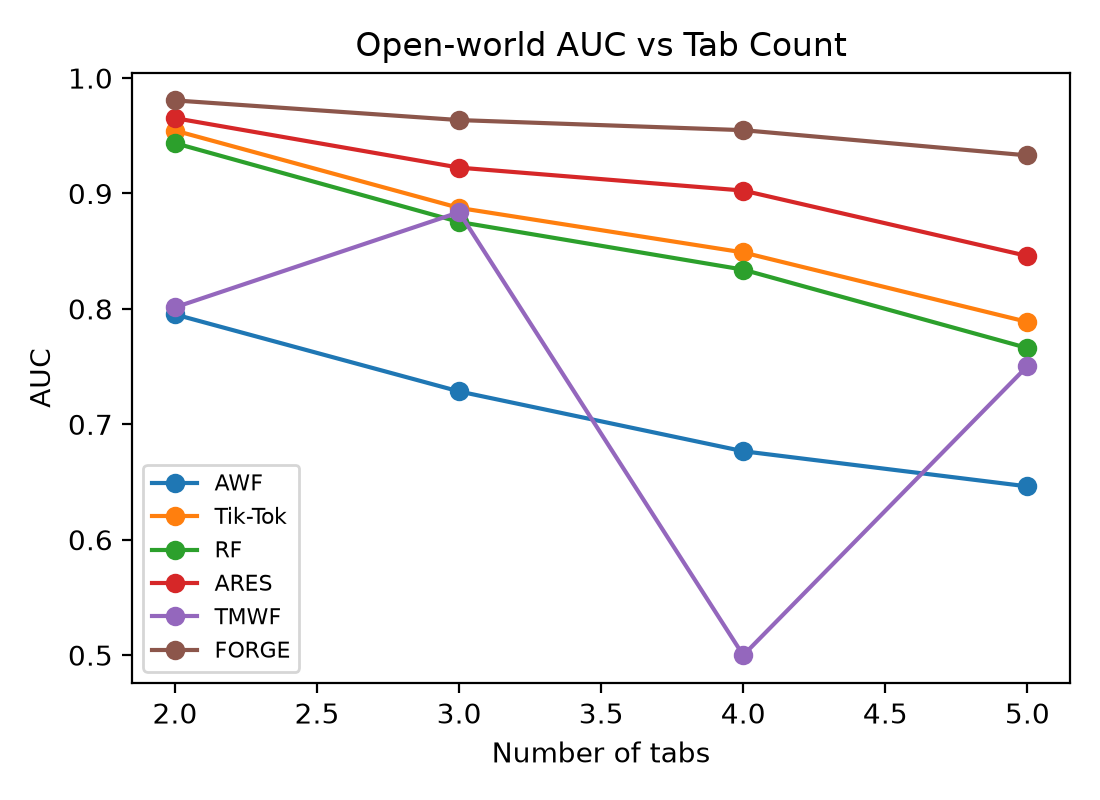 Open-world AUC vs Tab Count
1.0
0.9
0.8
0.7
0.6
0.5
AUC
AWF
Tik-Tok
RF
ARES
TMWF
FORGE
2.0 2.5 3.0 3.5 4.0 4.5 5.0
Number of tabs